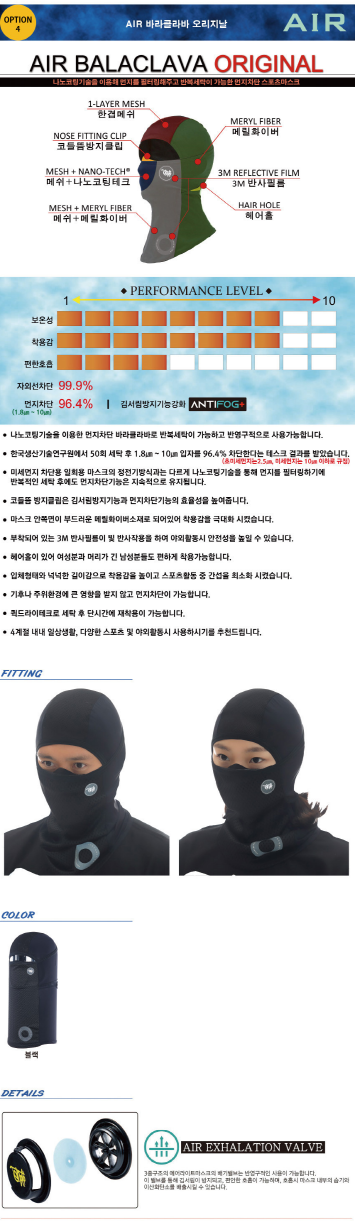 OPTION
4
AIR 바라클라바 오리지날
AIR
AIR BALACLAVA ORIGINAL
나노코팅기술을 이용해 먼지를 필터링해주고 반복세탁이 가능한 먼지차단 스포츠마스크
1-LAYER MESH
한겹메쉬
NOSE FITTING CLIP
코들뜸방지클립
MESH + NANO-TECH®
메쉬+나노코팅테크
MESH + MERYL FIBER
메쉬+메릴화이버
MERYL FIBER
메릴화이버
3M REFLECTIVE FILM
3M 반사필름
HAIR HOLE
헤어홀
◆ PERFORMANCE LEVEL ◆
1
10
보온성
착용감
편한호흡
자외선차단 99.9%
먼지차단 96.4%
(1.8㎛ ~ 10㎛)
김서림방지기능강화 ANTIFOG+
● 나노코팅기술을 이용한 먼지차단 바라클라바로 반복세탁이 가능하고 반영구적으로 사용가능합니다.
● 한국생산기술연구원에서 50회 세탁 후 1.8㎛ ~ 10㎛ 입자를 96.4% 차단한다는 테스크 결과를 받았습니다.
(초미세먼지는2.5㎛, 미세먼지는 10㎛ 이하로 규정)
● 미세먼지 차단용 일회용 마스크의 정전기방식과는 다르게 나노코팅기술을 통해 먼지를 필터링하기에
반복적인 세탁 후에도 먼지차단기능은 지속적으로 유지됩니다.
● 코들뜸 방지클립은 김서림방지기능과 먼지차단기능의 효율성을 높여줍니다.
● 마스크 안쪽면이 부드러운 메릴화이버소재로 되어있어 착용감을 극대화 시켰습니다.
● 부착되어 있는 3M 반사필름이 빛 반사작용을 하여 야외활동시 안전성을 높일 수 있습니다.
● 헤어홀이 있어 여성분과 머리가 긴 남성분들도 편하게 착용가능합니다.
● 입체형태와 넉넉한 길이감으로 착용감을 높이고 스포츠활동 중 간섭을 최소화 시켰습니다.
● 기후나 주위환경에 큰 영향을 받지 않고 먼지차단이 가능합니다.
● 퀵드라이테크로 세탁 후 단시간에 재착용이 가능합니다.
● 4계절 내내 일상생활, 다양한 스포츠 및 야외활동시 사용하시기를 추천드립니다.
FITTING
COLOR
블랙
DETAILS
AIR EXHALATION VALVE
3중구조의 에어라이트마스크의 배기밸브는 반영구적인 사용이 가능합니다.
이 밸브를 통해 김서림이 방지되고, 편안한 호흡이 가능하며, 호흡시 마스크 내부의 습기와
이산화탄소를 배출시킬 수 있습니다.